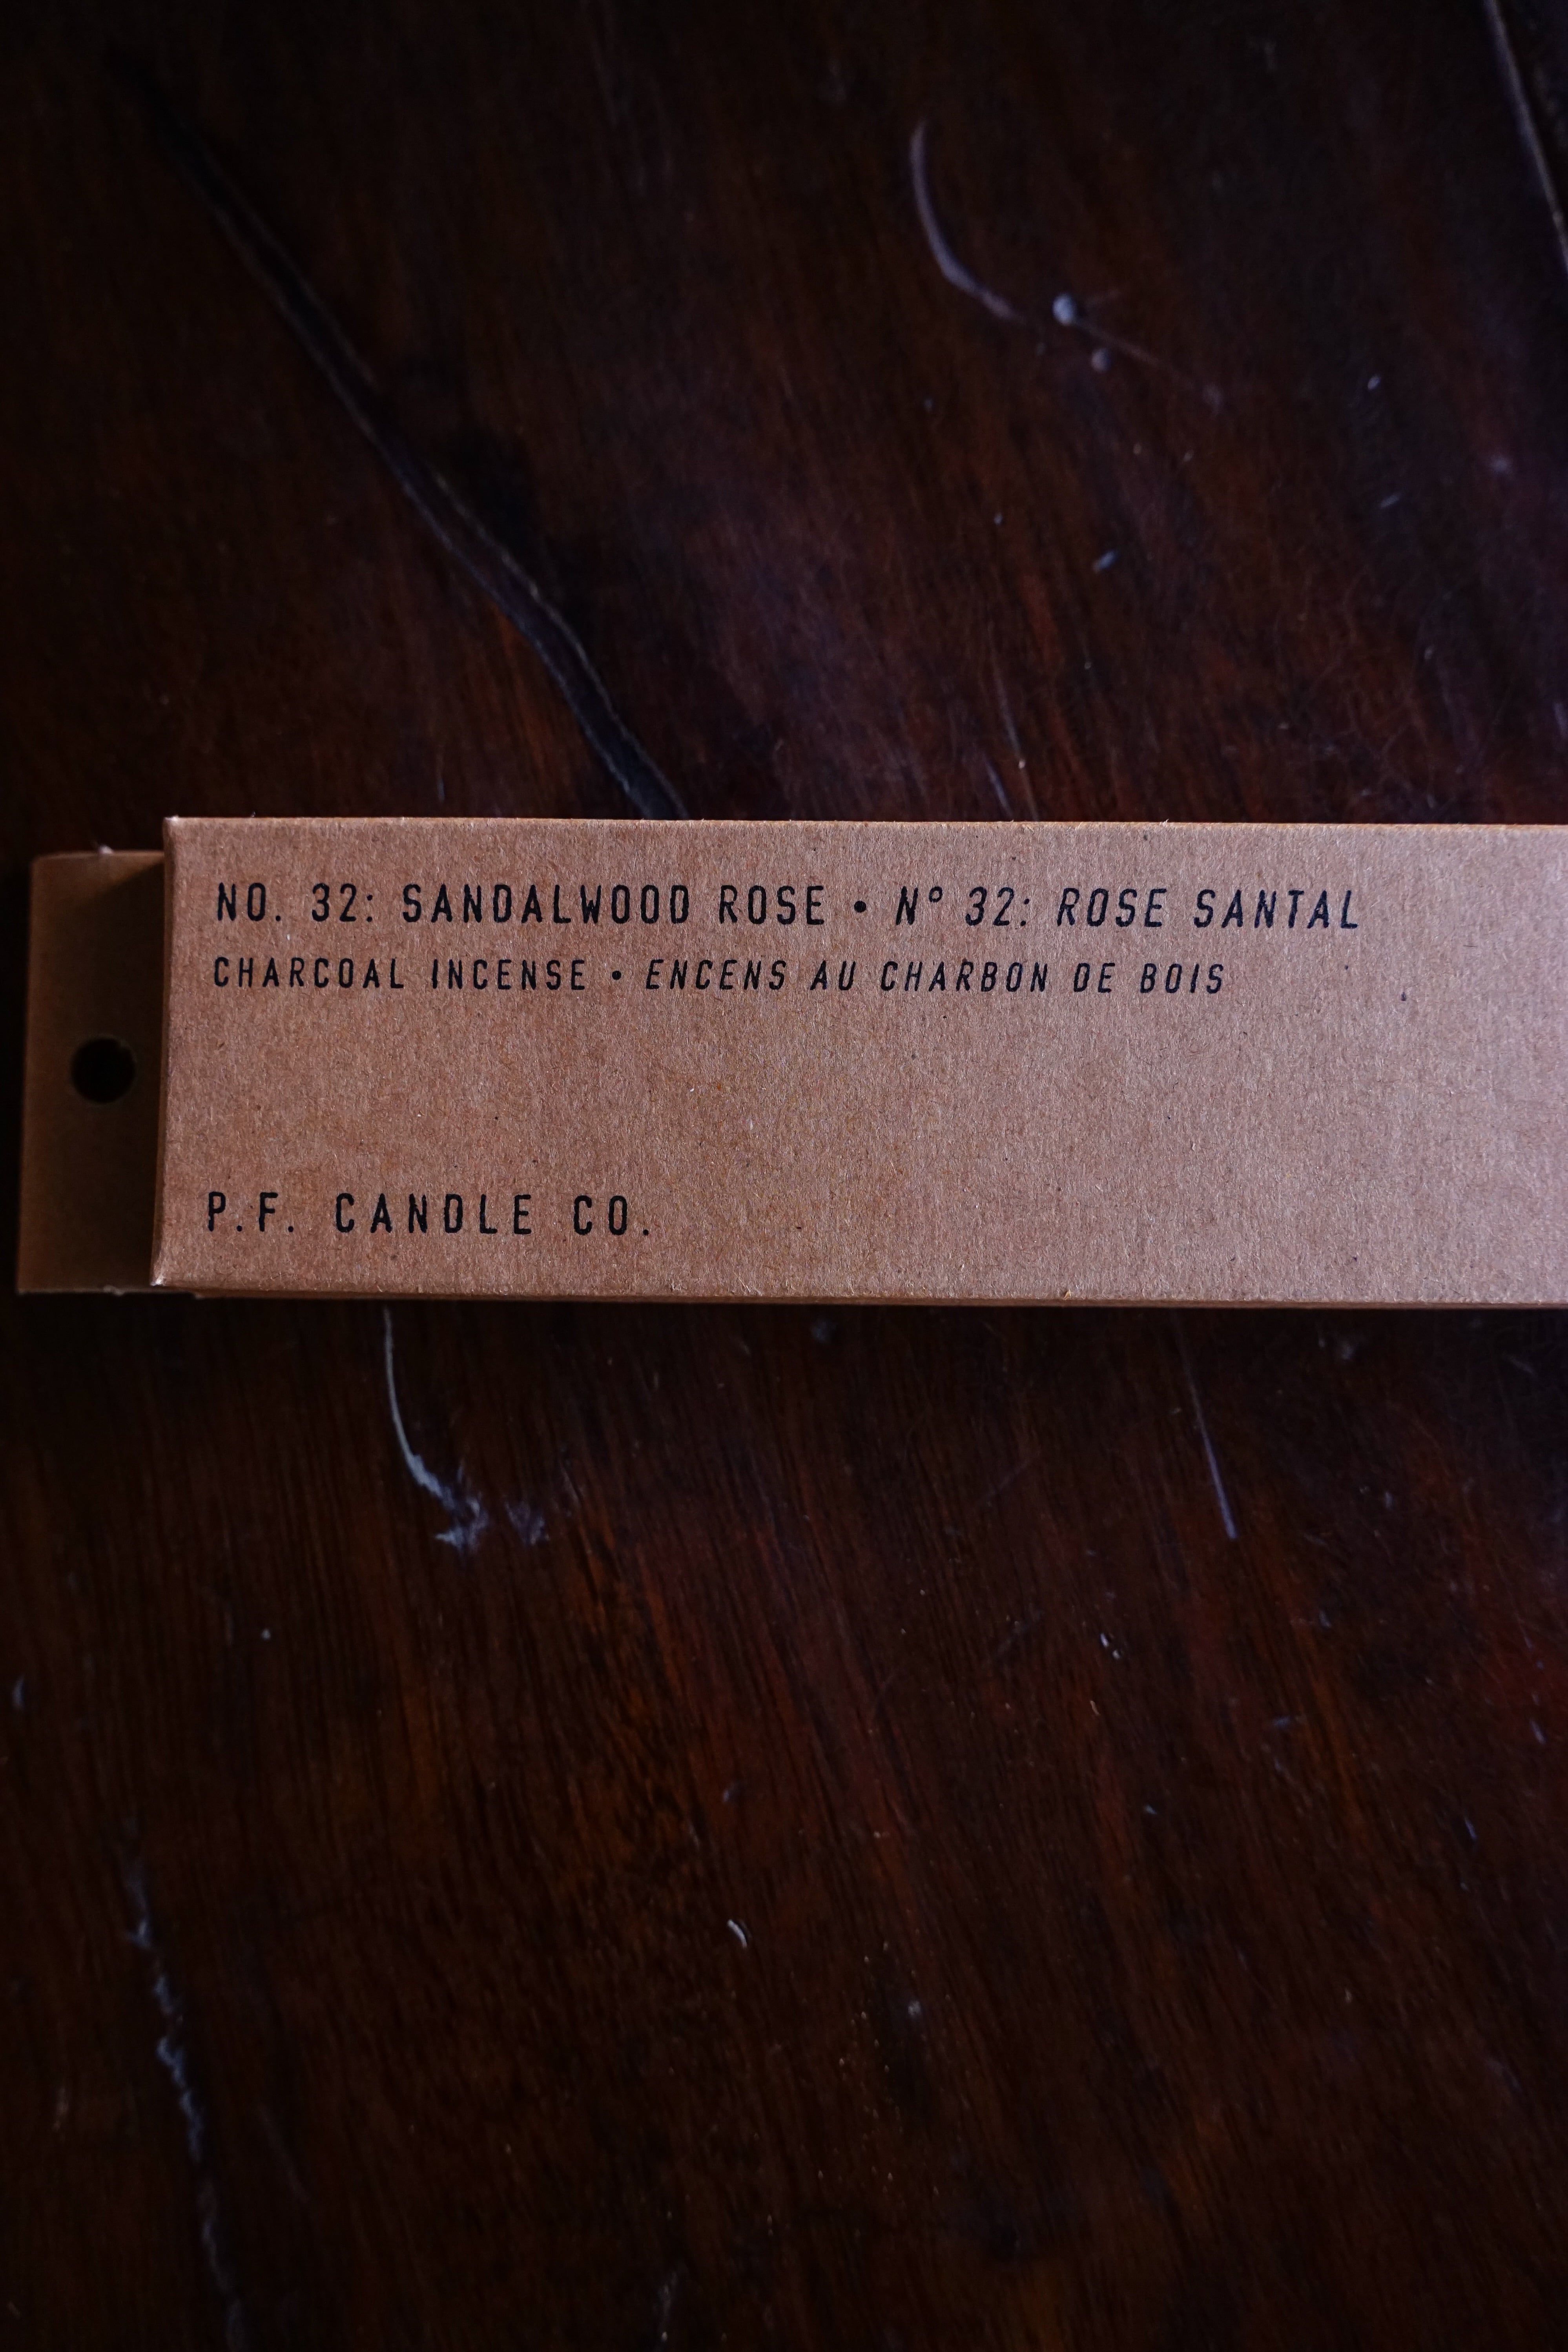 NO. 32: SANDALWOOD ROSE • N° 32: ROSE SANTAL
CHARCOAL INCENSE • ENCENS AU CHARBON DE BOIS
P.F. CANDLE CO.